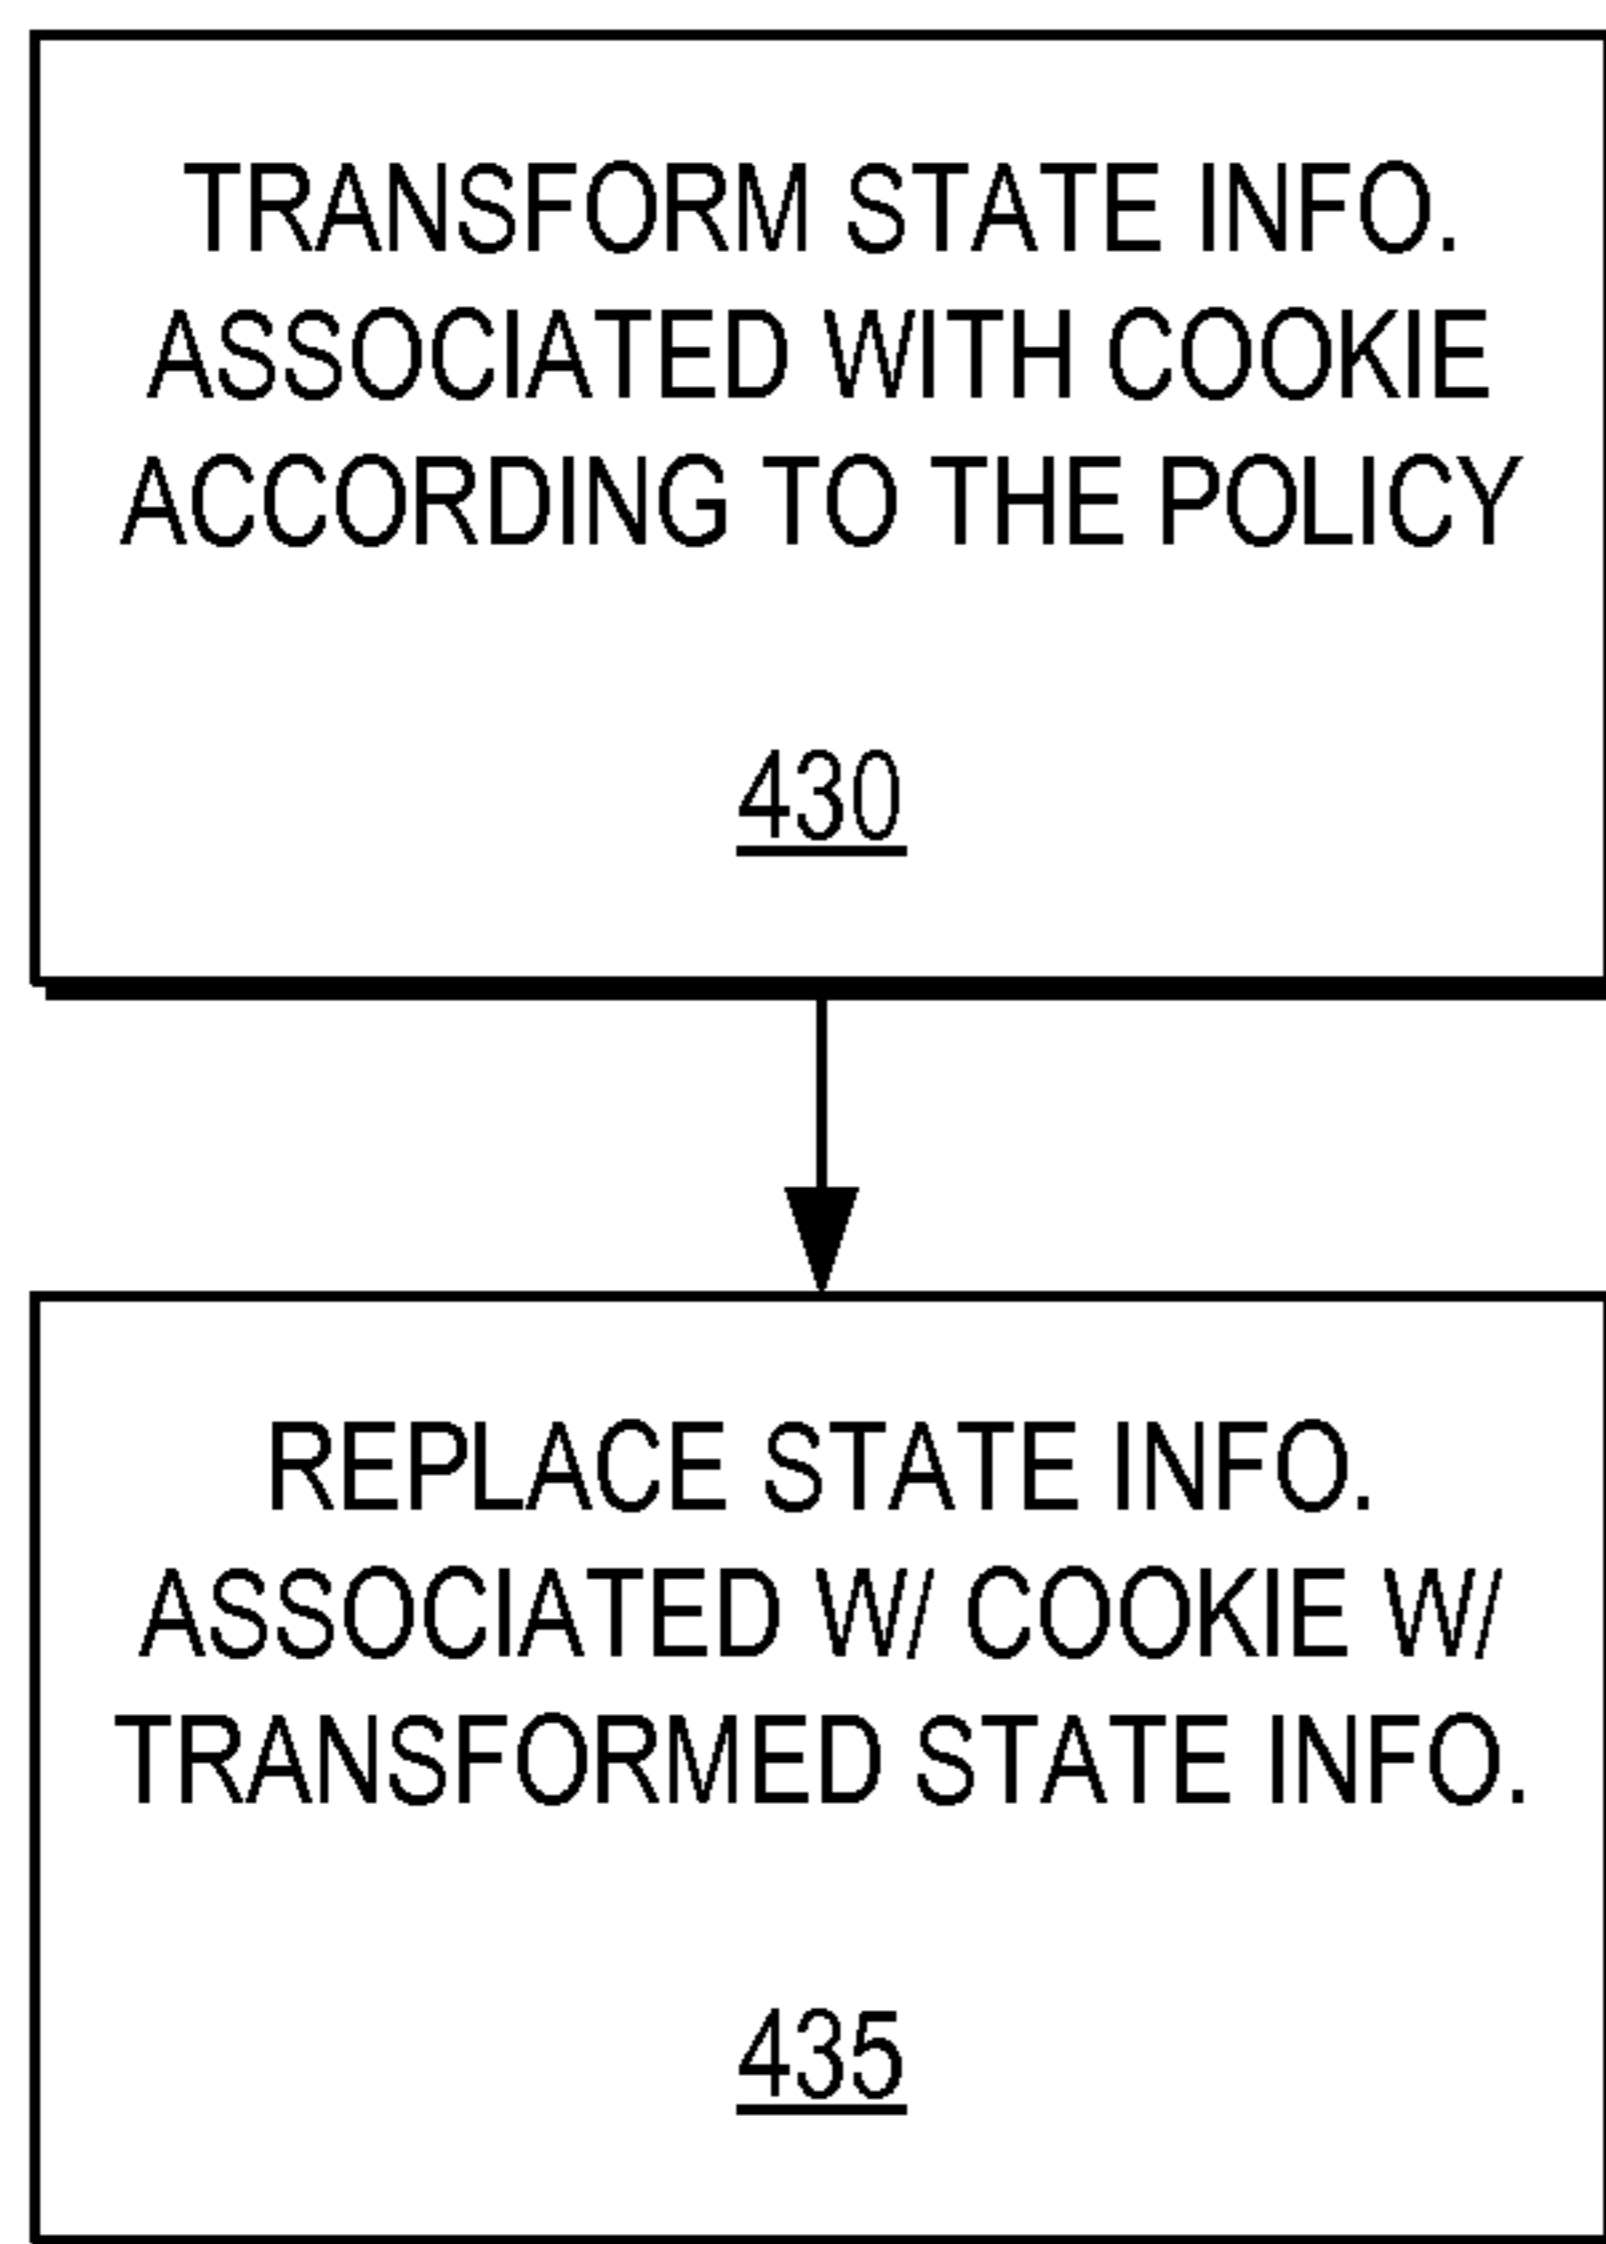 TRANSFORM STATE INFO.
ASSOCIATED WITH COOKIE
ACCORDING TO THE POLICY
430
REPLACE STATE INFO.
ASSOCIATED W/ COOKIE W/
TRANSFORMED STATE INFO.
435